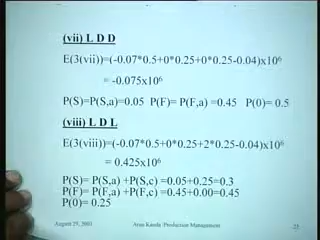 (vii) L D D
E(3(vii))=(-0.07*0.5+0*0.25+0*0.25-0.04)x10⁶
= -0.075x10⁶
P(S)=P(S,a)=0.05 P(F)= P(F,a) =0.45 P(0)= 0.5
(viii) L D L
E(3(viii))=(-0.07*0.5+0*0.25+2*0.25-0.04)x10⁶
= 0.425x10⁶
P(S)= P(S,a) +P(S,c) =0.05+0.25=0.3
P(F)= P(F,a) +P(F,c) =0.45+0.00=0.45
P(0)= 0.25
August 29, 2001 Arun Kanda /Production Management 25